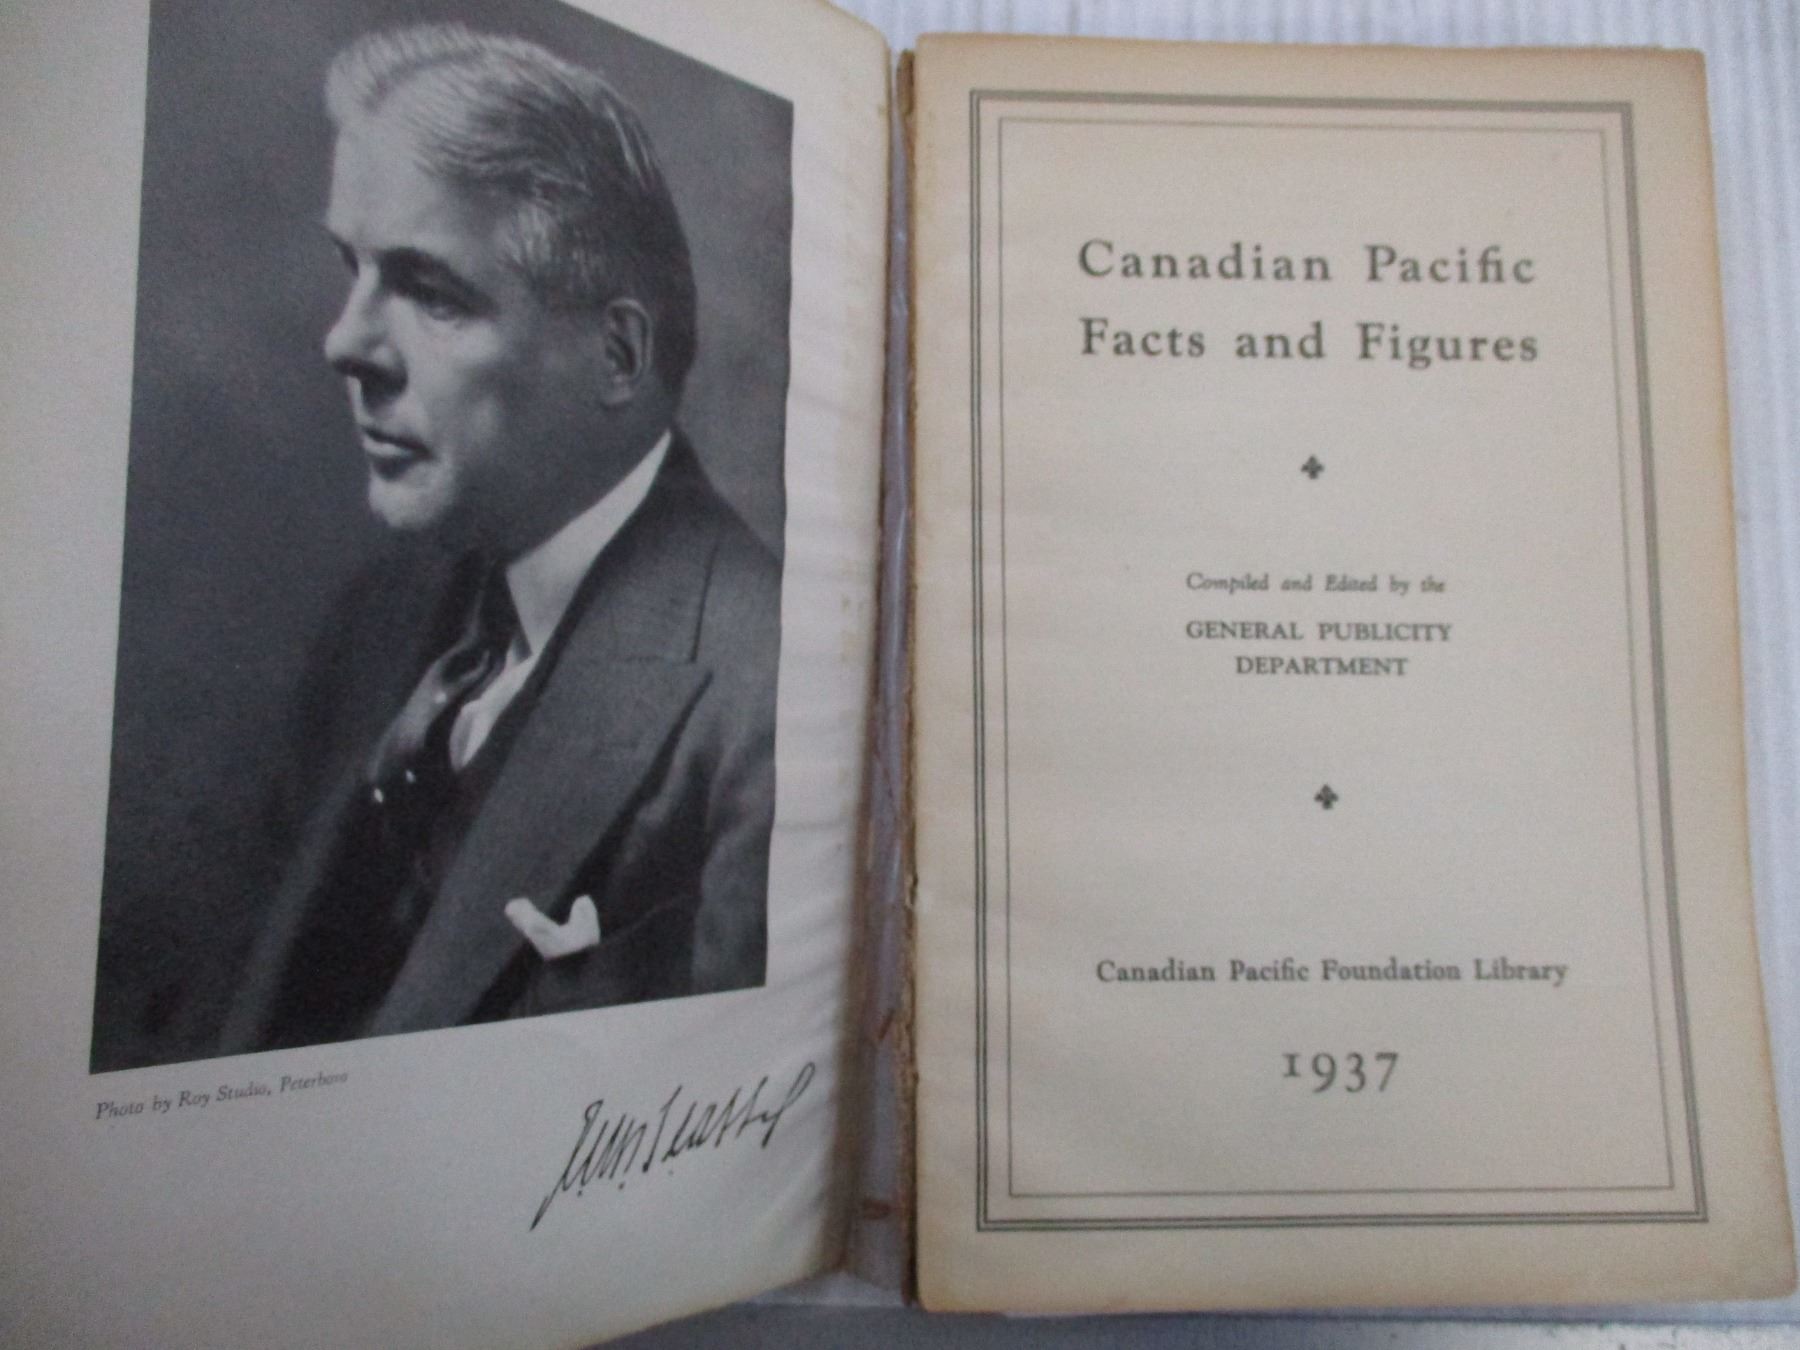 Photo by Roy Studio, Peterboro
Canadian Pacific
Facts and Figures
Compiled and Edited by the
GENERAL PUBLICITY
DEPARTMENT
Canadian Pacific Foundation Library
1937